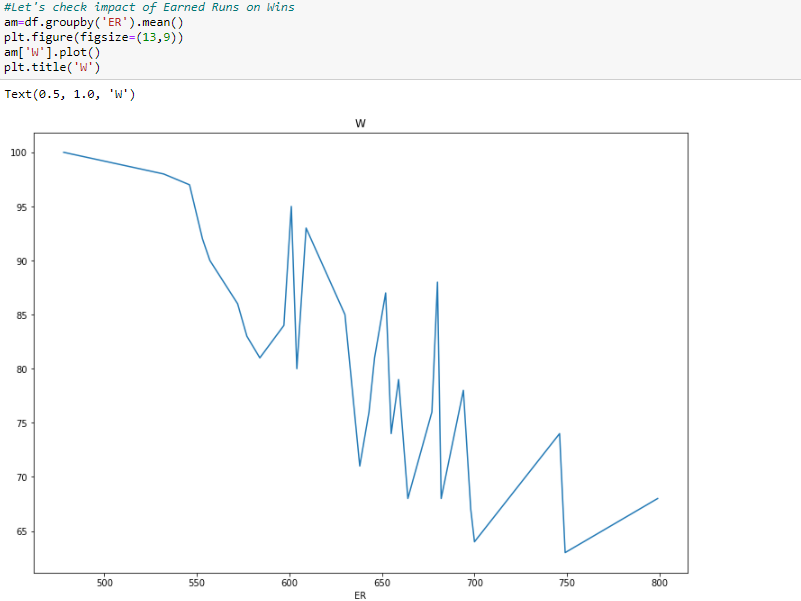 #Let's check impact of Earned Runs on Wins
am=df.groupby('ER').mean()
plt.figure(figsize=(13,9))
am['W'].plot()
plt.title('W')
Text(0.5, 1.0, 'W')
W
100
95
90
85
80
75
70
65
500 550 600 650 700 750 800
ER